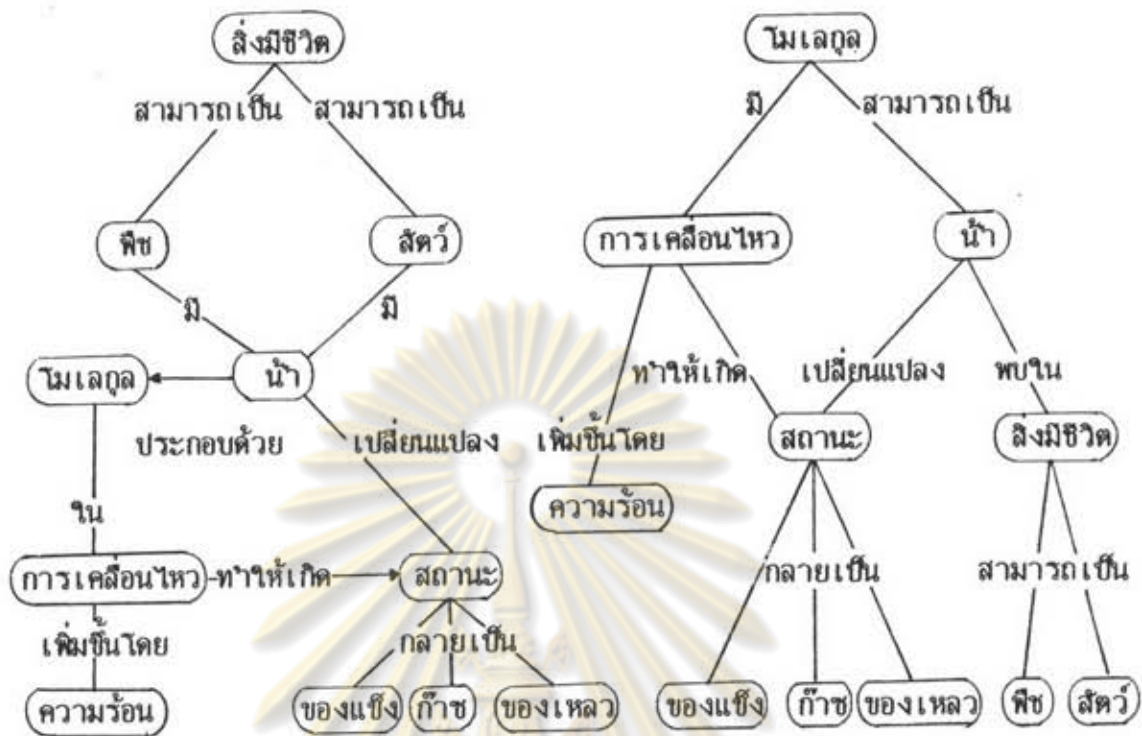 สิ่งมีชีวิต
สามารถเป็น สามารถเป็น
พืช สัตว์
มี มี
โมเลกุล น้ำ
ประกอบด้วย เปลี่ยนแปลง
ใน
การเคลื่อนไหว ทำให้เกิด สถานะ
เพิ่มขึ้นโดย กลายเป็น
ความร้อน ของแข็ง ก๊าซ ของเหลว
โมเลกุล
มี สามารถเป็น
การเคลื่อนไหว น้ำ
ทำให้เกิด เปลี่ยนแปลง พบใน
เพิ่มขึ้นโดย สถานะ สิ่งมีชีวิต
ความร้อน
กลายเป็น สามารถเป็น
ของแข็ง ก๊าซ ของเหลว พืช สัตว์